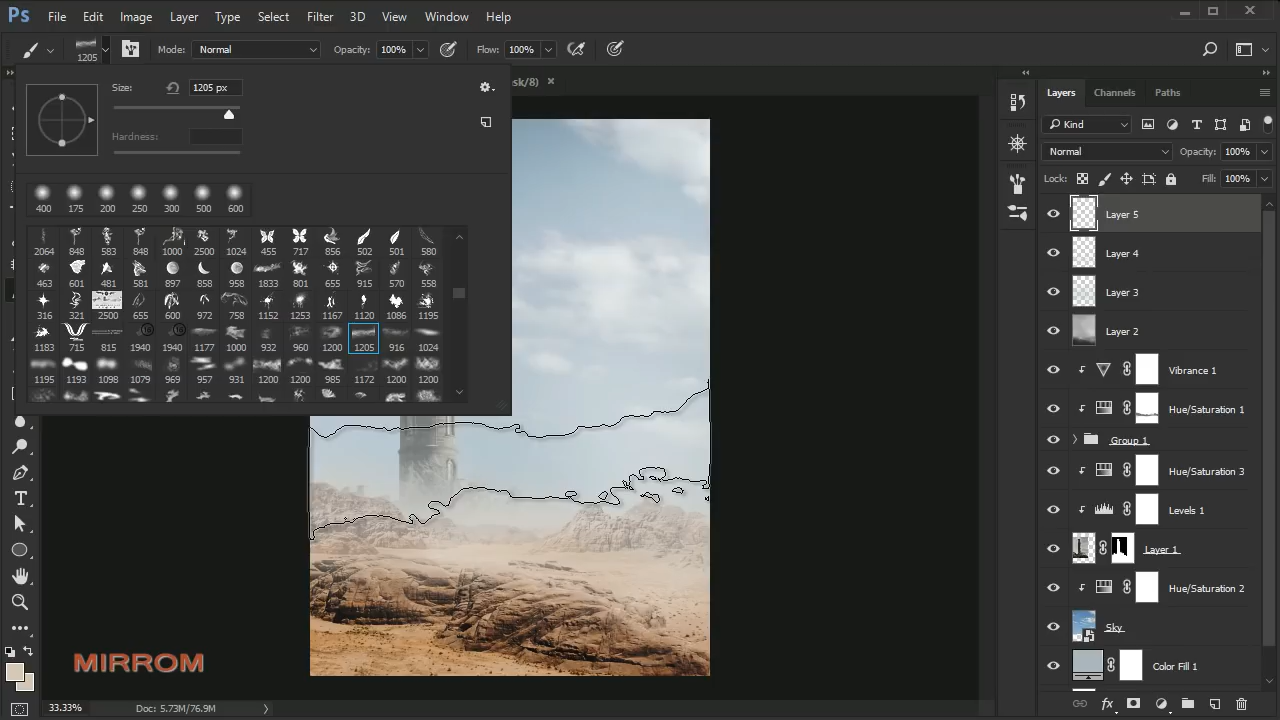 Ps File Edit Image Layer Type Select Filter 3D View Window Help
1205 Mode: Normal Opacity: 100% Flow: 100%
Size: 1205 px
Hardness:
400 175 200 250 300 500 600
2064 848 583 848 1000 2500 1024 455 717 856 502 501 580
463 601 481 581 897 858 958 1833 801 655 915 570 558
316 321 2500 655 600 972 758 1152 1253 1167 1120 1086 1195
1183 715 815 1940 1940 1177 1000 932 960 1200 1205 916 1024
1195 1193 1098 1079 969 957 931 1200 1200 985 1172 1200 1200
sk/8) ×
Layers Channels Paths
Kind
Normal Opacity: 100%
Lock: Fill: 100%
Layer 5
Layer 4
Layer 3
Layer 2
Vibrance 1
Hue/Saturation 1
Group 1
Hue/Saturation 3
Levels 1
Layer 1
Hue/Saturation 2
Sky
Color Fill 1
MIRROM
33.33% Doc: 5.73M/76.9M